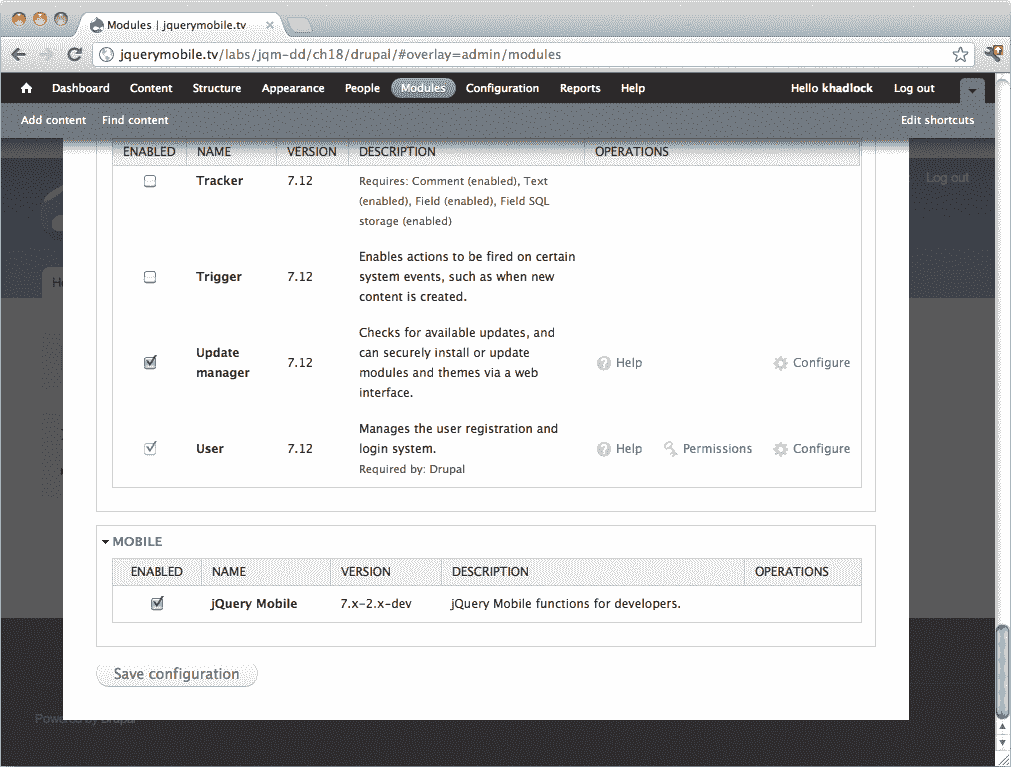 Modules | jquerymobile.tv
jquerymobile.tv/labs/jqm-dd/ch18/drupal/#overlay=admin/modules
Dashboard Content Structure Appearance People Modules Configuration Reports Help Hello khadlock Log out
Add content Find content Edit shortcuts
ENABLED NAME VERSION DESCRIPTION OPERATIONS
Log out
Tracker 7.12 Requires: Comment (enabled), Text
(enabled), Field (enabled), Field SQL
storage (enabled)
Enables actions to be fired on certain
Trigger 7.12 system events, such as when new
content is created.
Checks for available updates, and
Update can securely install or update
manager 7.12 modules and themes via a web Help Configure
interface.
Manages the user registration and
User 7.12 login system. Help Permissions Configure
Required by: Drupal
MOBILE
ENABLED NAME VERSION DESCRIPTION OPERATIONS
jQuery Mobile 7.x-2.x-dev jQuery Mobile functions for developers.
Save configuration
Powered by Drupal